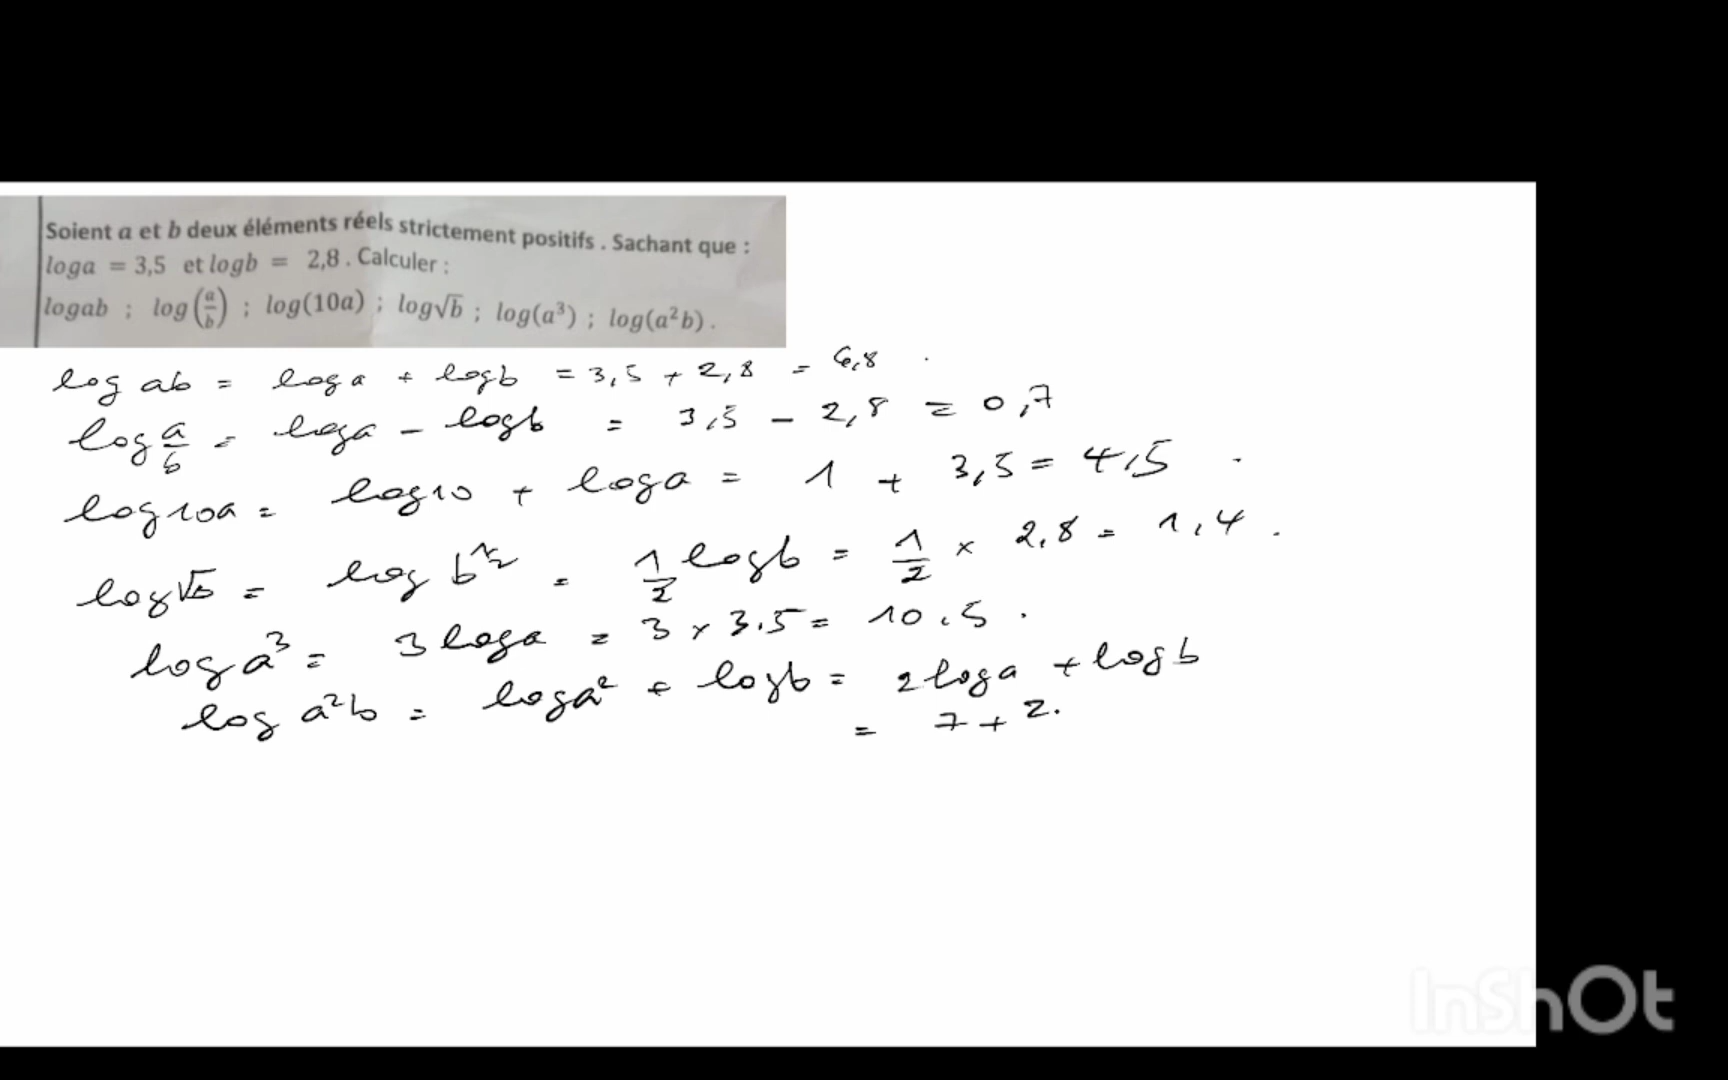 Soient a et b deux éléments réels strictement positifs . Sachant que :
loga = 3,5 et logb = 2,8 . Calculer :
logab ; log(a/b) ; log(10a) ; log√b ; log(a³) ; log(a²b) .
log ab = log a + log b = 3,5 + 2,8 = 6,8 .
log a/b = log a - log b = 3,5 - 2,8 = 0,7
log 10a = log 10 + log a = 1 + 3,5 = 4,5 .
log √b = log b^1/2 = 1/2 log b = 1/2 × 2,8 = 1,4 .
log a³ = 3 log a = 3 × 3.5 = 10,5 .
log a²b = log a² + log b = 2 log a + log b
= 7 + 2.
InShOt